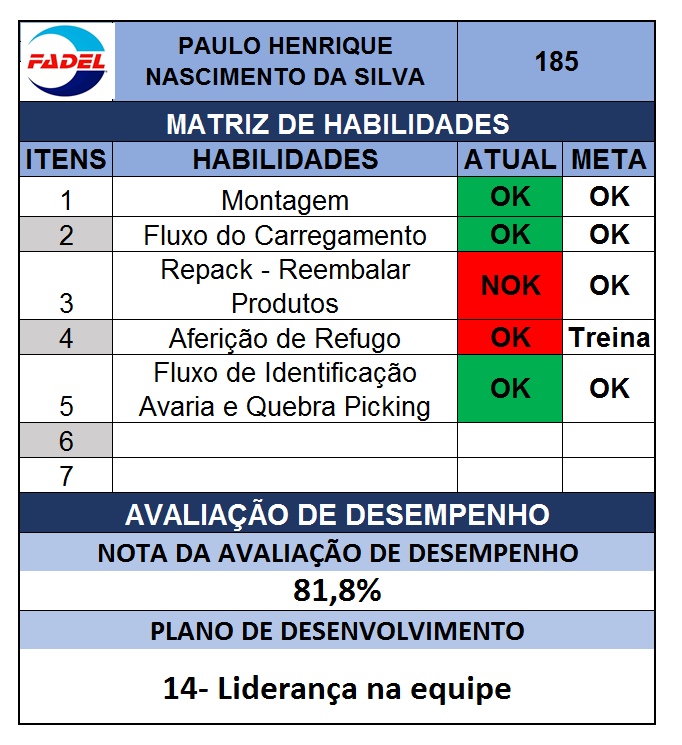 FADEL
PAULO HENRIQUE
NASCIMENTO DA SILVA
185
MATRIZ DE HABILIDADES
ITENS HABILIDADES ATUAL META
1 Montagem OK OK
2 Fluxo do Carregamento OK OK
Repack - Reembalar
3 Produtos NOK OK
4 Aferição de Refugo OK Treina
Fluxo de Identificação
5 Avaria e Quebra Picking OK OK
6
7
AVALIAÇÃO DE DESEMPENHO
NOTA DA AVALIAÇÃO DE DESEMPENHO
81,8%
PLANO DE DESENVOLVIMENTO
14- Liderança na equipe